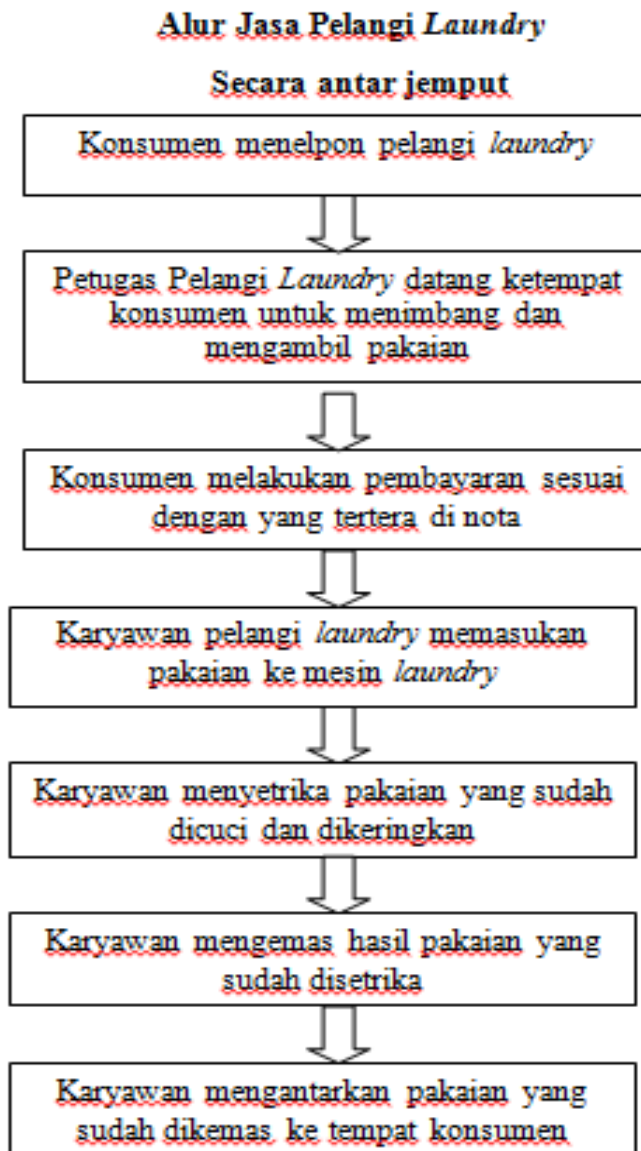 Alur Jasa Pelangi Laundry
Secara antar jemput
Konsumen menelpon pelangi laundry
Petugas Pelangi Laundry datang ketempat
konsumen untuk menimbang dan
mengambil pakaian
Konsumen melakukan pembayaran sesuai
dengan yang tertera di nota
Karyawan pelangi laundry memasukan
pakaian ke mesin laundry
Karyawan menyetrika pakaian yang sudah
dicuci dan dikeringkan
Karyawan mengemas hasil pakaian yang
sudah disetrika
Karyawan mengantarkan pakaian yang
sudah dikemas ke tempat konsumen